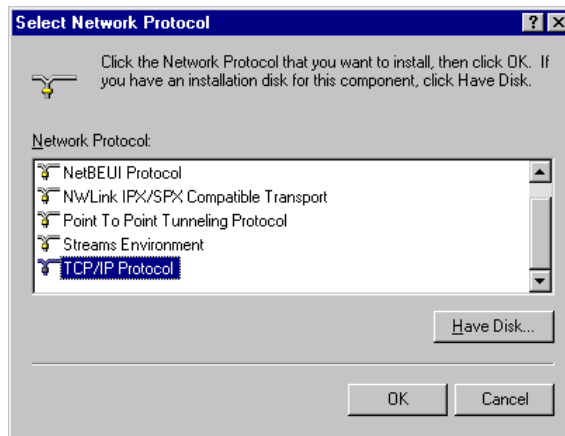 Select Network Protocol
Click the Network Protocol that you want to install, then click OK. If
you have an installation disk for this component, click Have Disk.
Network Protocol:
NetBEUI Protocol
NWLink IPX/SPX Compatible Transport
Point To Point Tunneling Protocol
Streams Environment
TCP/IP Protocol
Have Disk...
OK Cancel